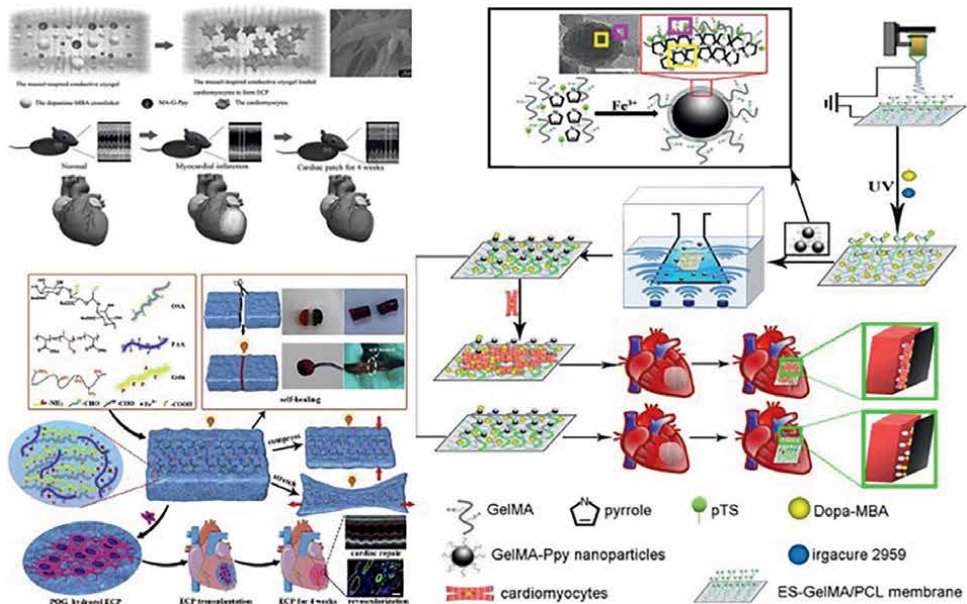 The mussel-inspired conductive cryogel
The mussel-inspired conductive cryogel loaded
cardiomyocytes to form ECP
The dopamine-MBA crosslinker
MA-G-Ppy
The cardiomyocytes
Normal
Myocardial infarction
Cardiac patch for 4 weeks
OSA
PAA
Geln
-NH₂
-CHO
-CHO
Fe³⁺
-COOH
self-healing
compress
stretch
POG hydrogel ECP
ECP transplantation
ECP for 4 weeks
cardiac repair
revascularization
Fe³⁺
UV
GelMA
pyrrole
pTS
Dopa-MBA
GelMA-Ppy nanoparticles
irgacure 2959
cardiomyocytes
ES-GelMA/PCL membrane